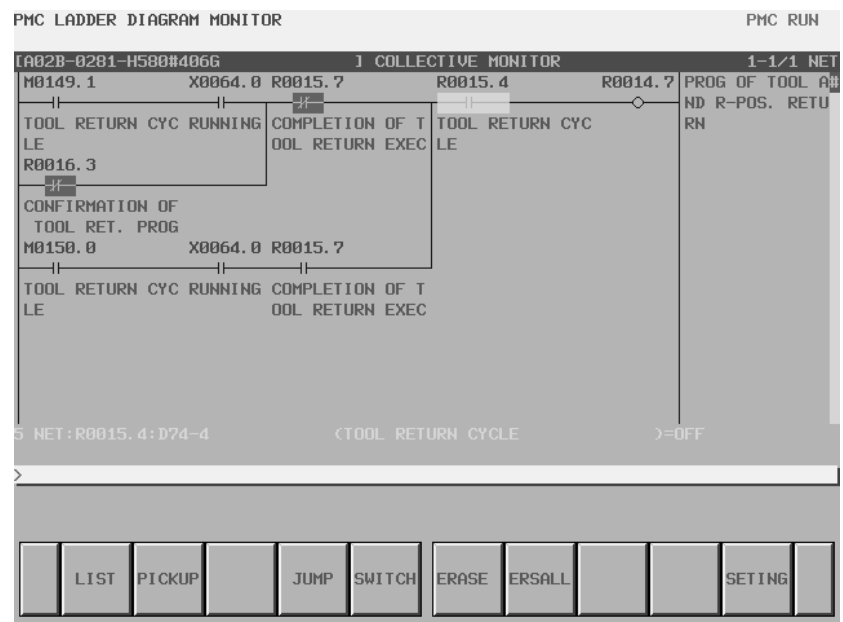 PMC LADDER DIAGRAM MONITOR PMC RUN
[A02B-0281-H580#406G ] COLLECTIVE MONITOR 1-1/1 NET
M0149.1 X0064.0 R0015.7 R0015.4 R0014.7 PROG OF TOOL A#
ND R-POS. RETU
TOOL RETURN CYC RUNNING COMPLETION OF T TOOL RETURN CYC RN
LE OOL RETURN EXEC LE
R0016.3
CONFIRMATION OF
TOOL RET. PROG
M0150.0 X0064.0 R0015.7
TOOL RETURN CYC RUNNING COMPLETION OF T
LE OOL RETURN EXEC
5 NET:R0015.4:D74-4 (TOOL RETURN CYCLE )=OFF
>
LIST PICKUP JUMP SWITCH ERASE ERSALL SETING